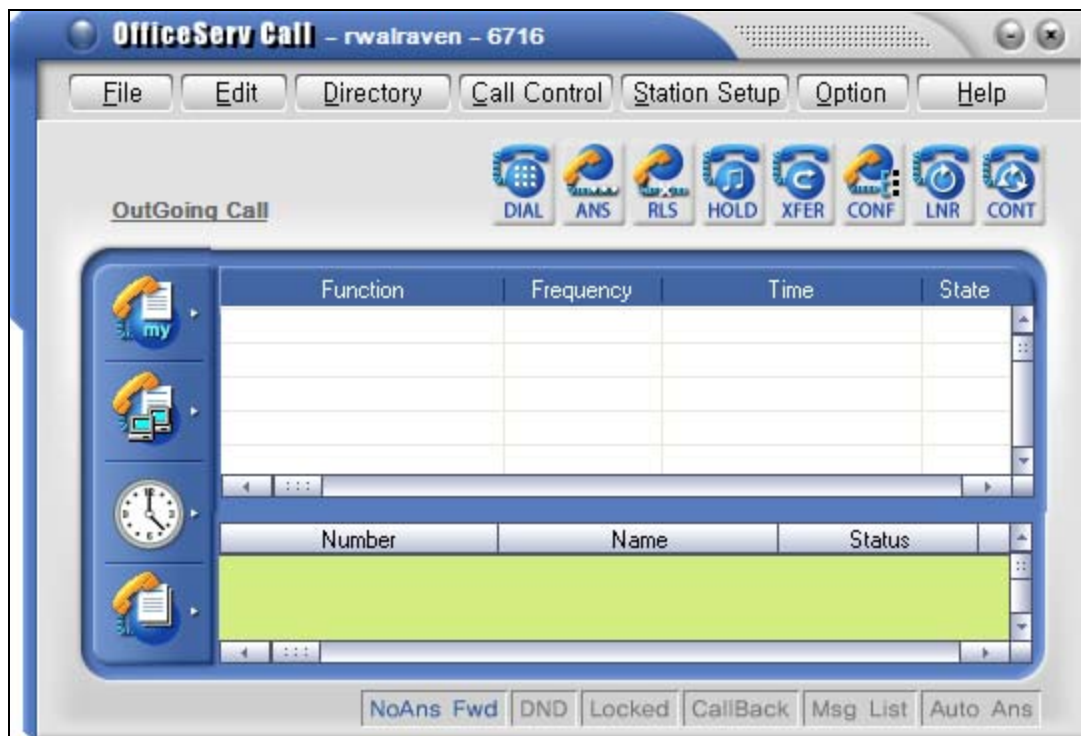 OfficeServ Call – rwalraven – 6716
File Edit Directory Call Control Station Setup Option Help
DIAL ANS RLS HOLD XFER CONF LNR CONT
OutGoing Call
Function Frequency Time State
my
Number Name Status
NoAns Fwd DND Locked CallBack Msg List Auto Ans